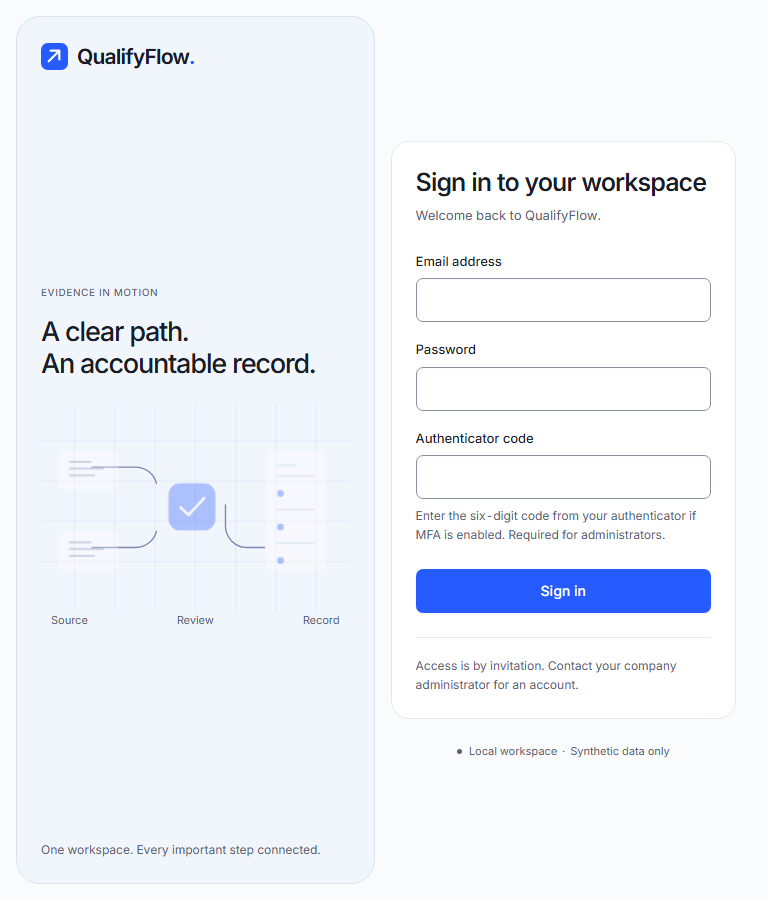 QualifyFlow.
EVIDENCE IN MOTION
A clear path.
An accountable record.
Source
Review
Record
One workspace. Every important step connected.
Sign in to your workspace
Welcome back to QualifyFlow.
Email address
Password
Authenticator code
Enter the six-digit code from your authenticator if
MFA is enabled. Required for administrators.
Sign in
Access is by invitation. Contact your company
administrator for an account.
Local workspace · Synthetic data only